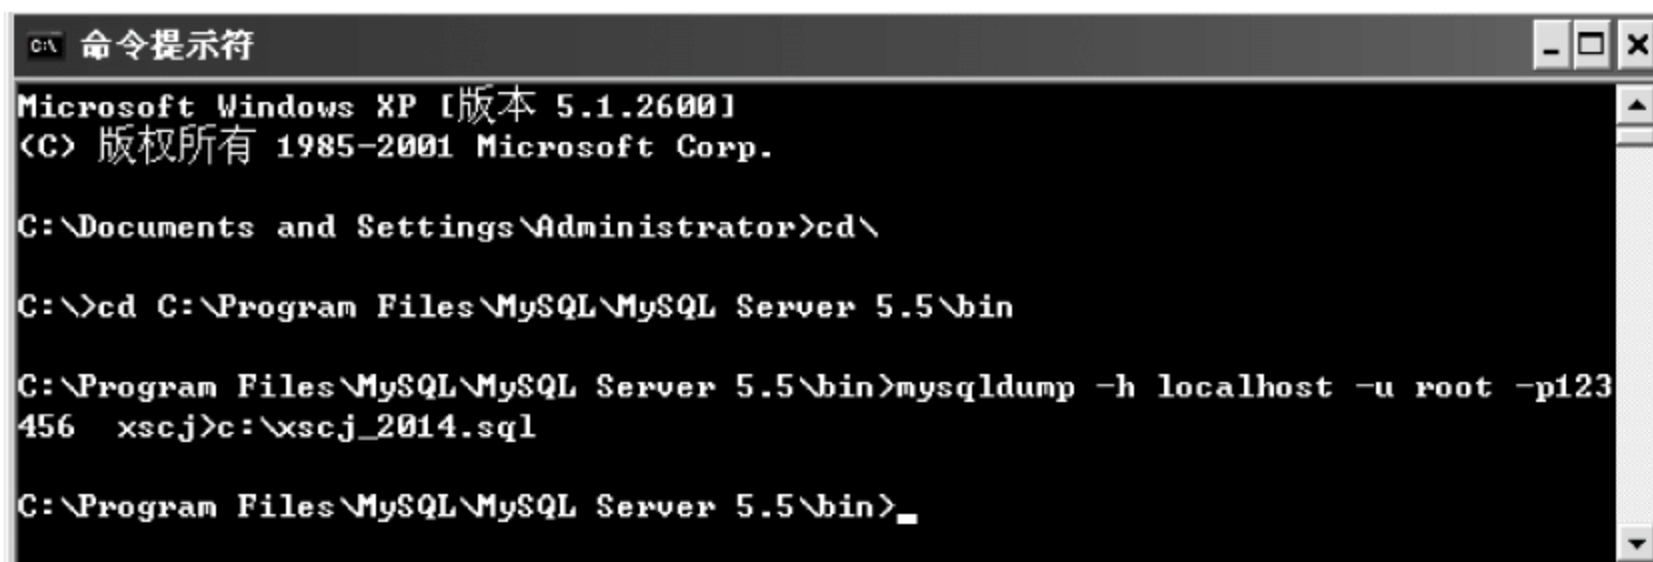 命令提示符
Microsoft Windows XP [版本 5.1.2600]
(C) 版权所有 1985-2001 Microsoft Corp.
C:\Documents and Settings\Administrator>cd\
C:\>cd C:\Program Files\MySQL\MySQL Server 5.5\bin
C:\Program Files\MySQL\MySQL Server 5.5\bin>mysqldump -h localhost -u root -p123
456  xscj>c:\xscj_2014.sql
C:\Program Files\MySQL\MySQL Server 5.5\bin>_